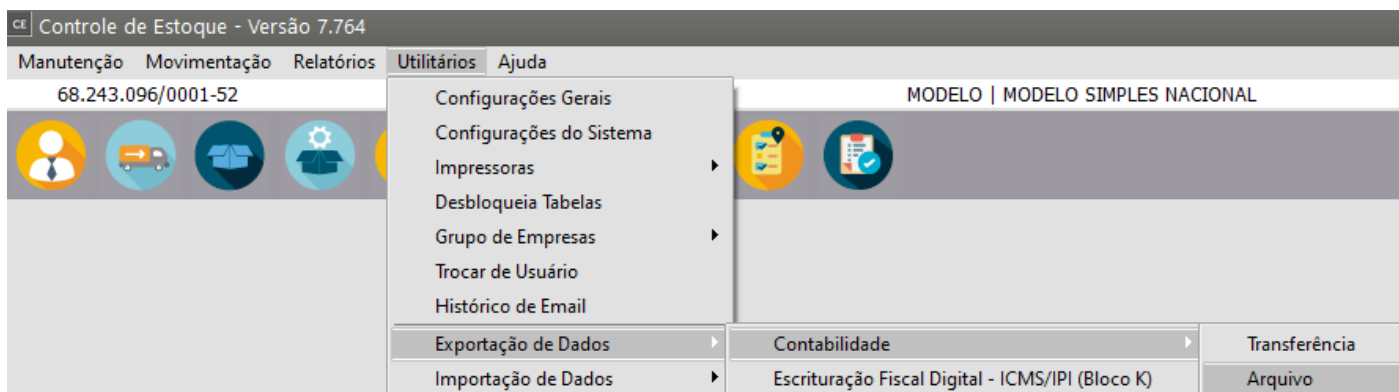 CE Controle de Estoque - Versão 7.764
Manutenção Movimentação Relatórios Utilitários Ajuda
68.243.096/0001-52 MODELO | MODELO SIMPLES NACIONAL
Configurações Gerais
Configurações do Sistema
Impressoras
Desbloqueia Tabelas
Grupo de Empresas
Trocar de Usuário
Histórico de Email
Exportação de Dados Contabilidade Transferência
Importação de Dados Escrituração Fiscal Digital - ICMS/IPI (Bloco K) Arquivo